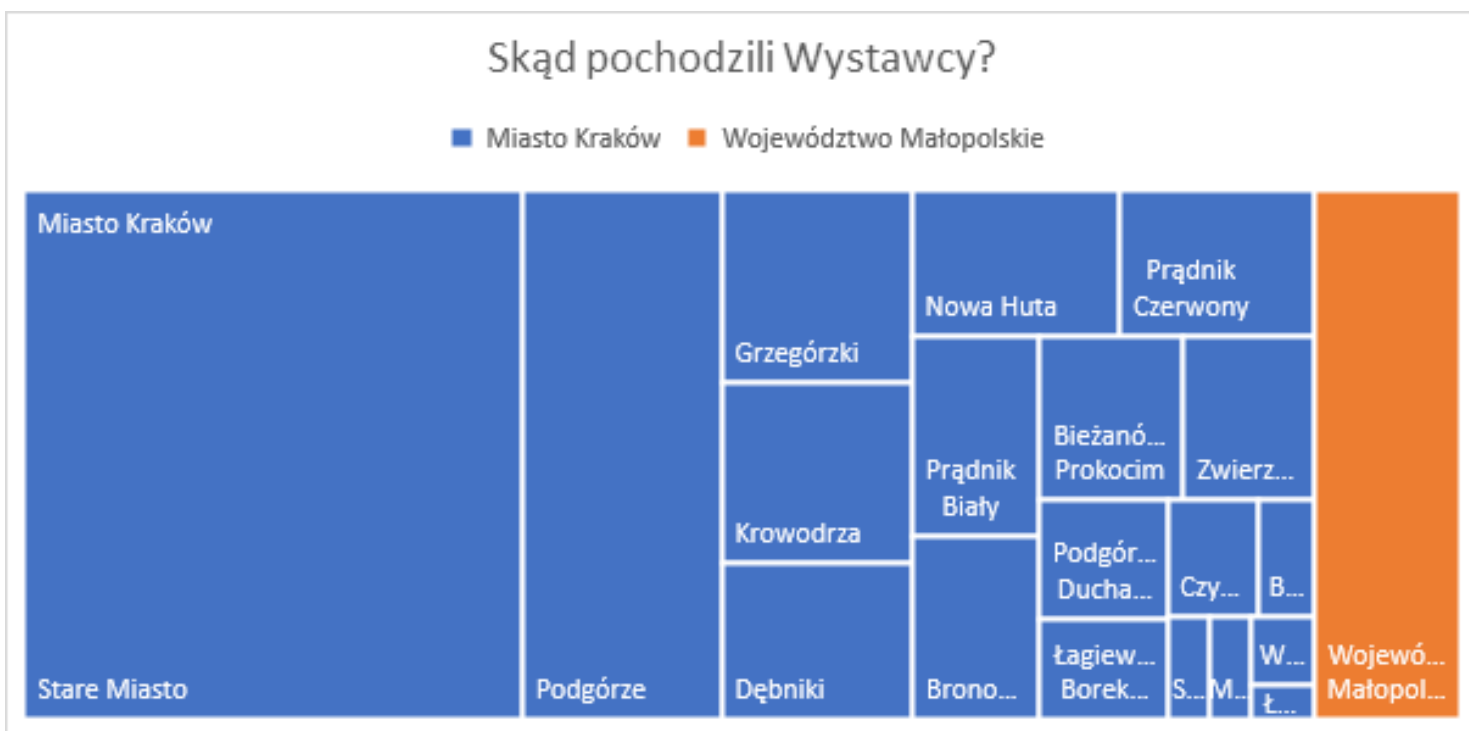 Skąd pochodzili Wystawcy?
Miasto Kraków
Województwo Małopolskie
Miasto Kraków
Stare Miasto
Podgórze
Grzegórzki
Krowodrza
Dębniki
Nowa Huta
Prądnik
Czerwony
Prądnik
Biały
Brono...
Bieżanó...
Prokocim
Zwierz...
Podgór...
Ducha...
Czy...
B...
Łagiew...
Borek...
S...
M...
W...
Ł...
Wojewó...
Małopol...